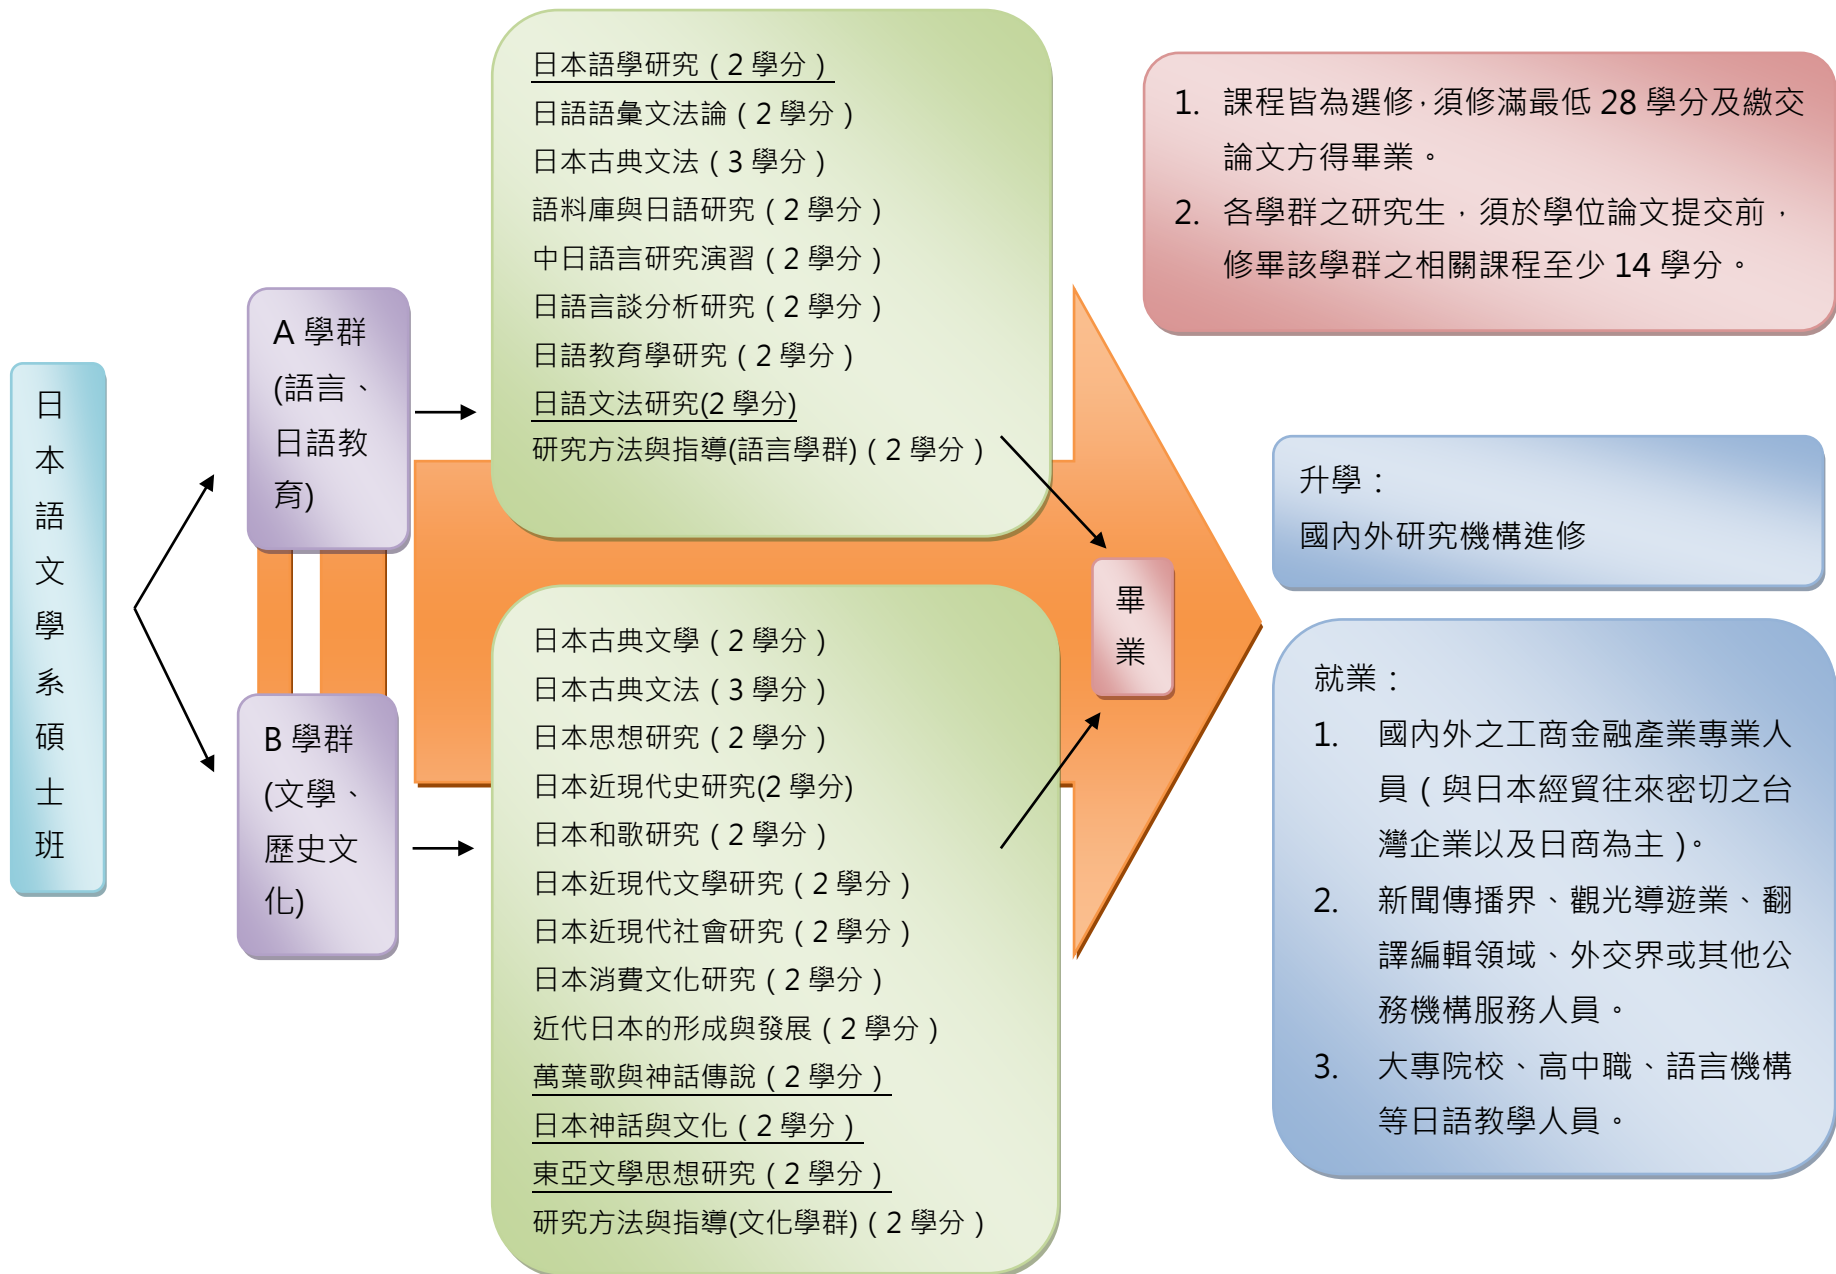 日本語文學系碩士班
A 學群
(語言、
日語教
育)
B 學群
(文學、
歷史文
化)
日本語學研究（2 學分）
日語語彙文法論（2 學分）
日本古典文法（3 學分）
語料庫與日語研究（2 學分）
中日語言研究演習（2 學分）
日語言談分析研究（2 學分）
日語教育學研究（2 學分）
日語文法研究(2 學分)
研究方法與指導(語言學群)（2 學分）
日本古典文學（2 學分）
日本古典文法（3 學分）
日本思想研究（2 學分）
日本近現代史研究(2 學分)
日本和歌研究（2 學分）
日本近現代文學研究（2 學分）
日本近現代社會研究（2 學分）
日本消費文化研究（2 學分）
近代日本的形成與發展（2 學分）
萬葉歌與神話傳說（2 學分）
日本神話與文化（2 學分）
東亞文學思想研究（2 學分）
研究方法與指導(文化學群)（2 學分）
畢業
1. 課程皆為選修，須修滿最低 28 學分及繳交
論文方得畢業。
2. 各學群之研究生，須於學位論文提交前，
修畢該學群之相關課程至少 14 學分。
升學：
國內外研究機構進修
就業：
1. 國內外之工商金融產業專業人
員（與日本經貿往來密切之台
灣企業以及日商為主）。
2. 新聞傳播界、觀光導遊業、翻
譯編輯領域、外交界或其他公
務機構服務人員。
3. 大專院校、高中職、語言機構
等日語教學人員。